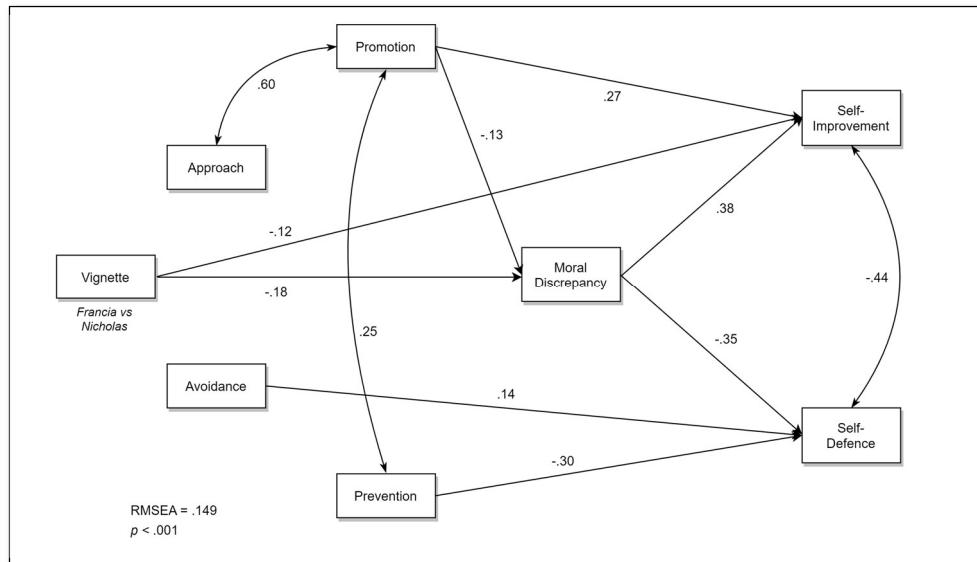 Promotion
.60
.27
Self-
Improvement
-.13
Approach
.38
-.12
Vignette
Moral
Discrepancy
-.18
-.44
Francia vs
Nicholas
.25
-.35
Avoidance
.14
Self-
Defence
-.30
Prevention
RMSEA = .149
p < .001